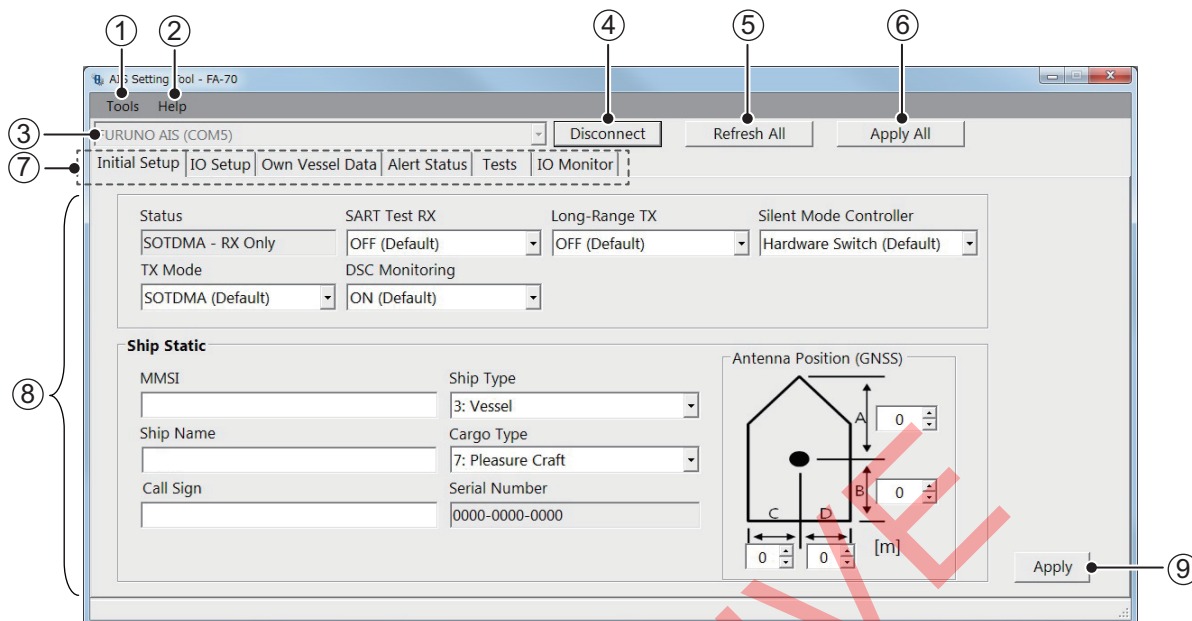 ① ② ④ ⑤ ⑥
AIS Setting Tool - FA-70
Tools Help
③ FURUNO AIS (COM5) Disconnect Refresh All Apply All
⑦ Initial Setup IO Setup Own Vessel Data Alert Status Tests IO Monitor
Status SART Test RX Long-Range TX Silent Mode Controller
SOTDMA - RX Only OFF (Default) OFF (Default) Hardware Switch (Default)
TX Mode DSC Monitoring
SOTDMA (Default) ON (Default)
⑧
Ship Static
Antenna Position (GNSS)
MMSI Ship Type
3: Vessel
A 0
Ship Name Cargo Type
7: Pleasure Craft
B 0
Call Sign Serial Number
0000-0000-0000
C D
0 0 [m]
Apply ⑨